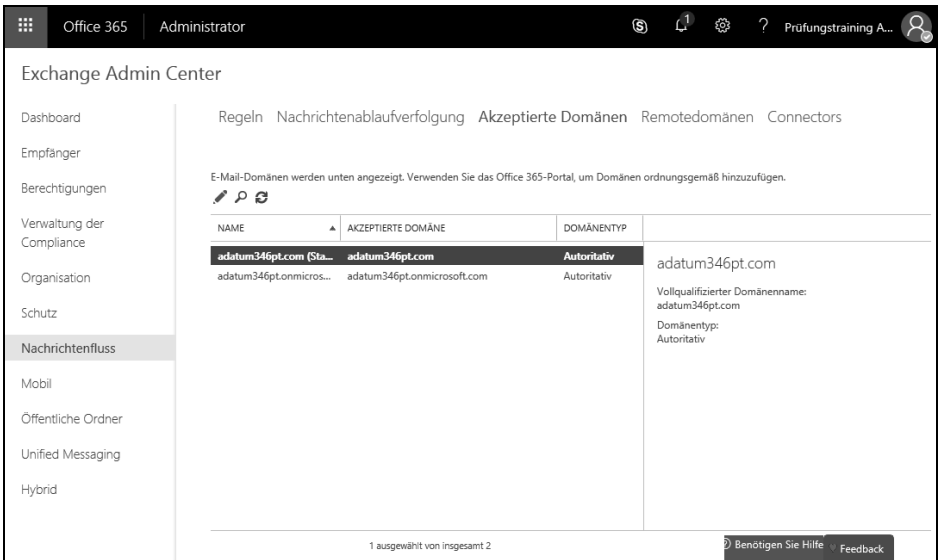 Office 365 Administrator 1 ? Prüfungstraining A...
Exchange Admin Center
Dashboard
Empfänger
Berechtigungen
Verwaltung der
Compliance
Organisation
Schutz
Nachrichtenfluss
Mobil
Öffentliche Ordner
Unified Messaging
Hybrid
Regeln Nachrichtenablaufverfolgung Akzeptierte Domänen Remotedomänen Connectors
E-Mail-Domänen werden unten angezeigt. Verwenden Sie das Office 365-Portal, um Domänen ordnungsgemäß hinzuzufügen.
NAME AKZEPTIERTE DOMÄNE DOMÄNENTYP
adatum346pt.com (Sta... adatum346pt.com Autoritativ
adatum346pt.onmicros... adatum346pt.onmicrosoft.com Autoritativ
adatum346pt.com
Vollqualifizierter Domänenname:
adatum346pt.com
Domänentyp:
Autoritativ
1 ausgewählt von insgesamt 2
Benötigen Sie Hilfe
Feedback